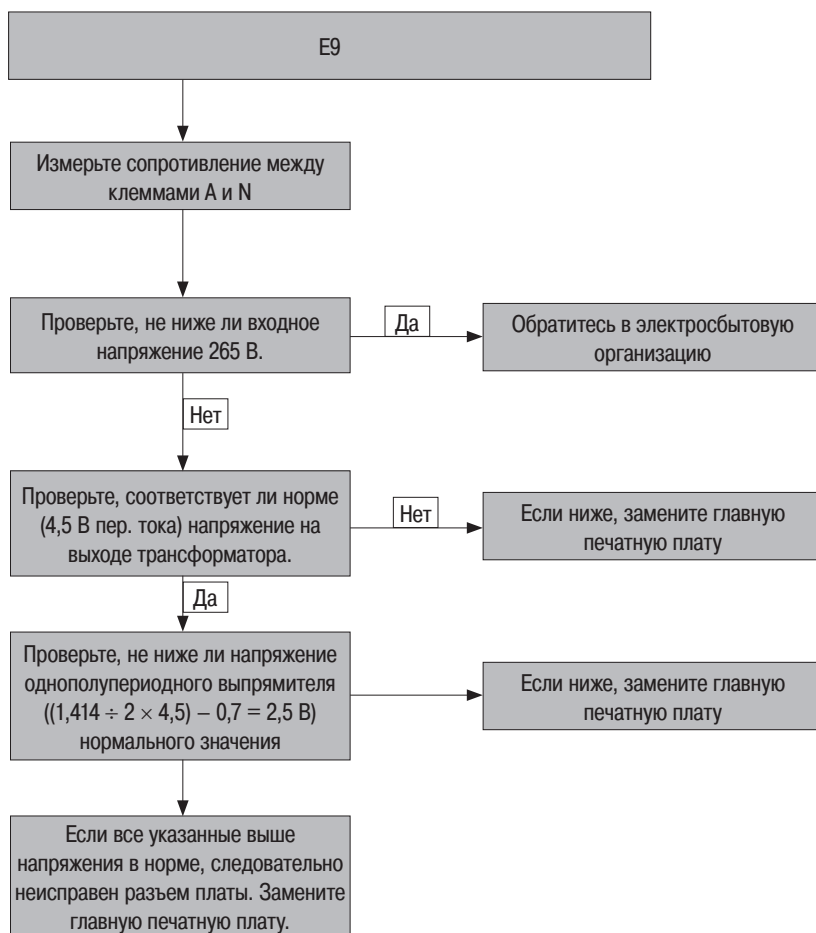 E9
Измерьте сопротивление между
клеммами A и N
Проверьте, не ниже ли входное
напряжение 265 В.
Да
Обратитесь в электросбытовую
организацию
Нет
Проверьте, соответствует ли норме
(4,5 В пер. тока) напряжение на
выходе трансформатора.
Нет
Если ниже, замените главную
печатную плату
Да
Проверьте, не ниже ли напряжение
однополупериодного выпрямителя
((1,414 ÷ 2 × 4,5) – 0,7 = 2,5 В)
нормального значения
Если ниже, замените главную
печатную плату
Если все указанные выше
напряжения в норме, следовательно
неисправен разъем платы. Замените
главную печатную плату.